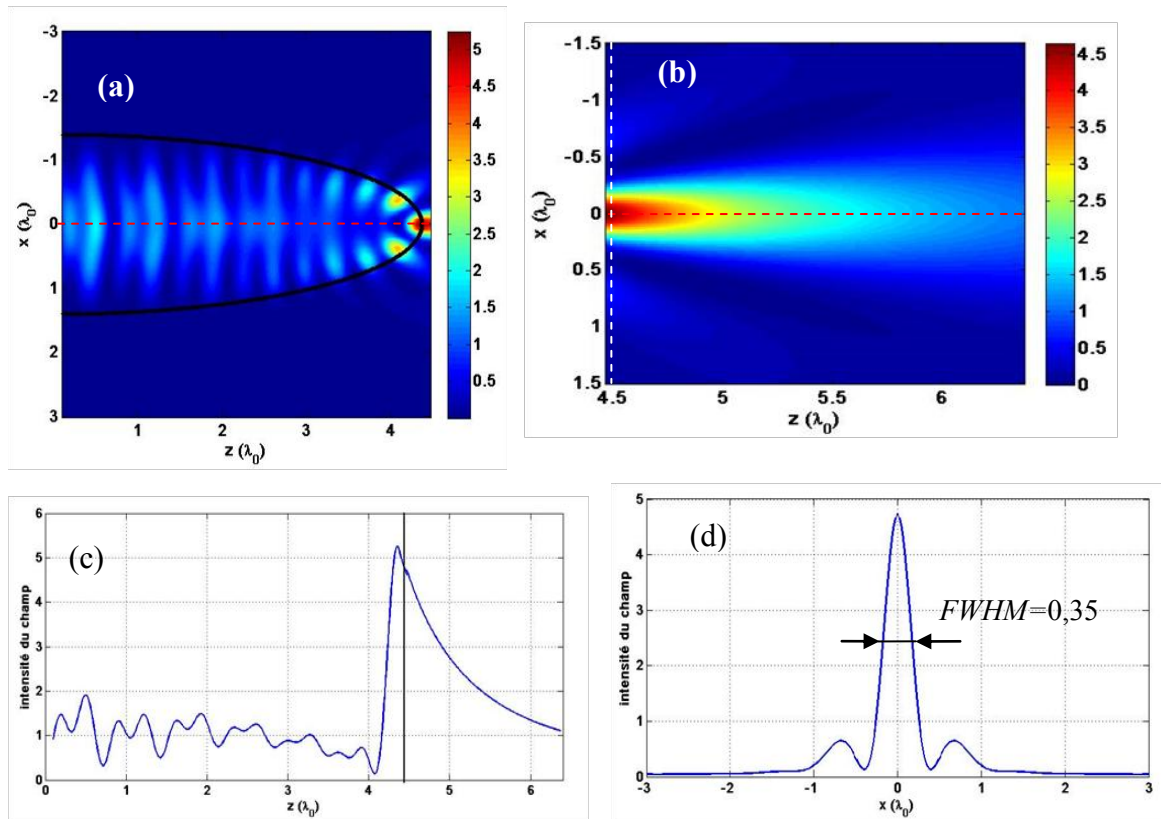 (a)
-3
-2
-1
0
1
2
3
x (λ0)
1 2 3 4
z (λ0)
5
4.5
4
3.5
3
2.5
2
1.5
1
0.5
(b)
-1.5
-1
-0.5
0
0.5
1
1.5
x (λ0)
4.5 5 5.5 6
z (λ0)
4.5
4
3.5
3
2.5
2
1.5
1
0.5
0
(c)
6
5
4
3
2
1
0
intensité du champ
0 1 2 3 4 5 6
z (λ0)
(d)
FWHM=0,35
5
4
3
2
1
0
intensité du champ
-3 -2 -1 0 1 2 3
x (λ0)